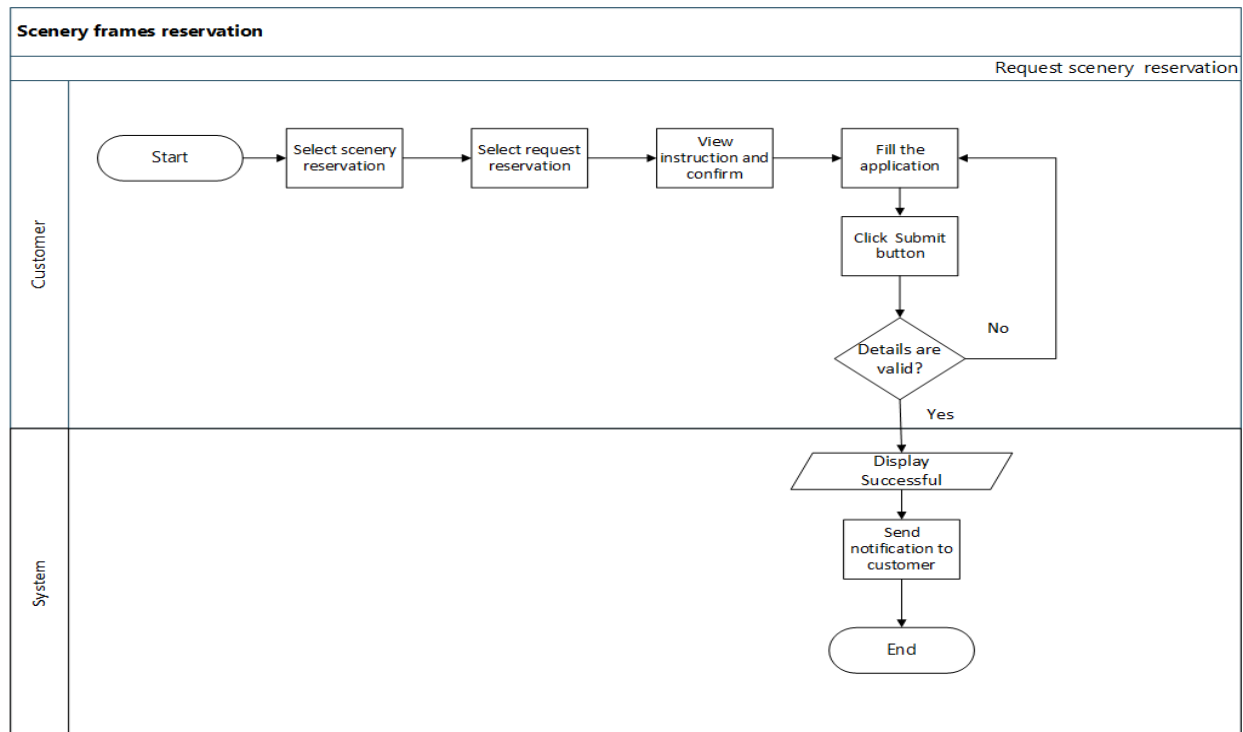 Scenery frames reservation
Request scenery reservation
Customer
Start
Select scenery
reservation
Select request
reservation
View
instruction and
confirm
Fill the
application
Click Submit
button
Details are
valid?
No
Yes
System
Display
Successful
Send
notification to
customer
End